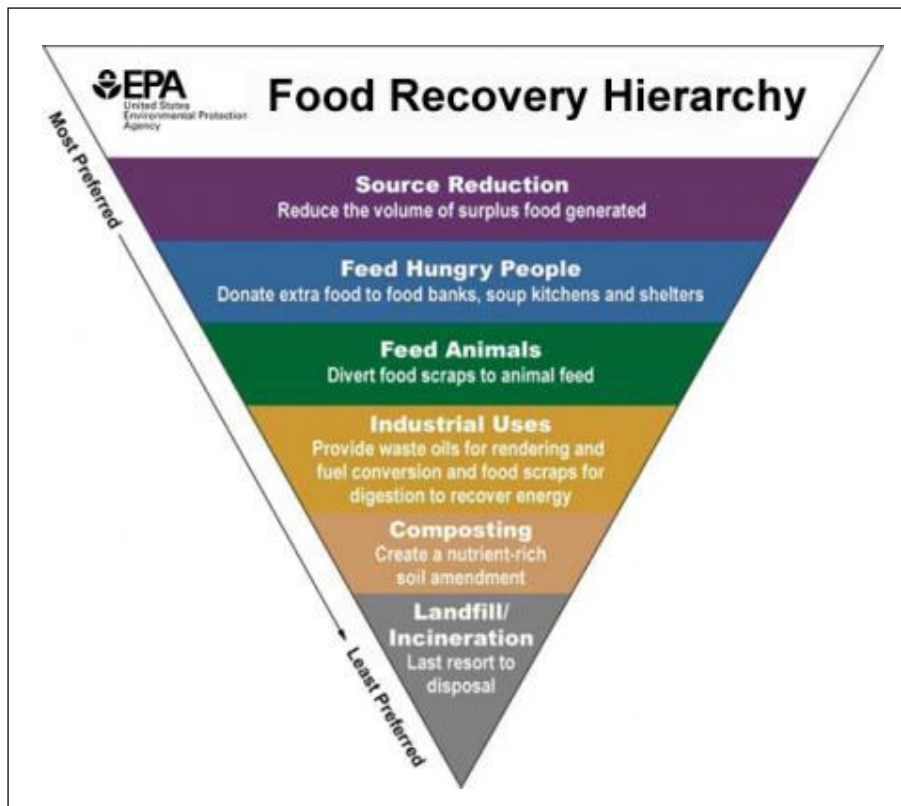 EPA
United States
Environmental Protection
Agency
Food Recovery Hierarchy
Most Preferred
Source Reduction
Reduce the volume of surplus food generated
Feed Hungry People
Donate extra food to food banks, soup kitchens and shelters
Feed Animals
Divert food scraps to animal feed
Industrial Uses
Provide waste oils for rendering and
fuel conversion and food scraps for
digestion to recover energy
Composting
Create a nutrient-rich
soil amendment
Landfill/
Incineration
Last resort to
disposal
Least Preferred